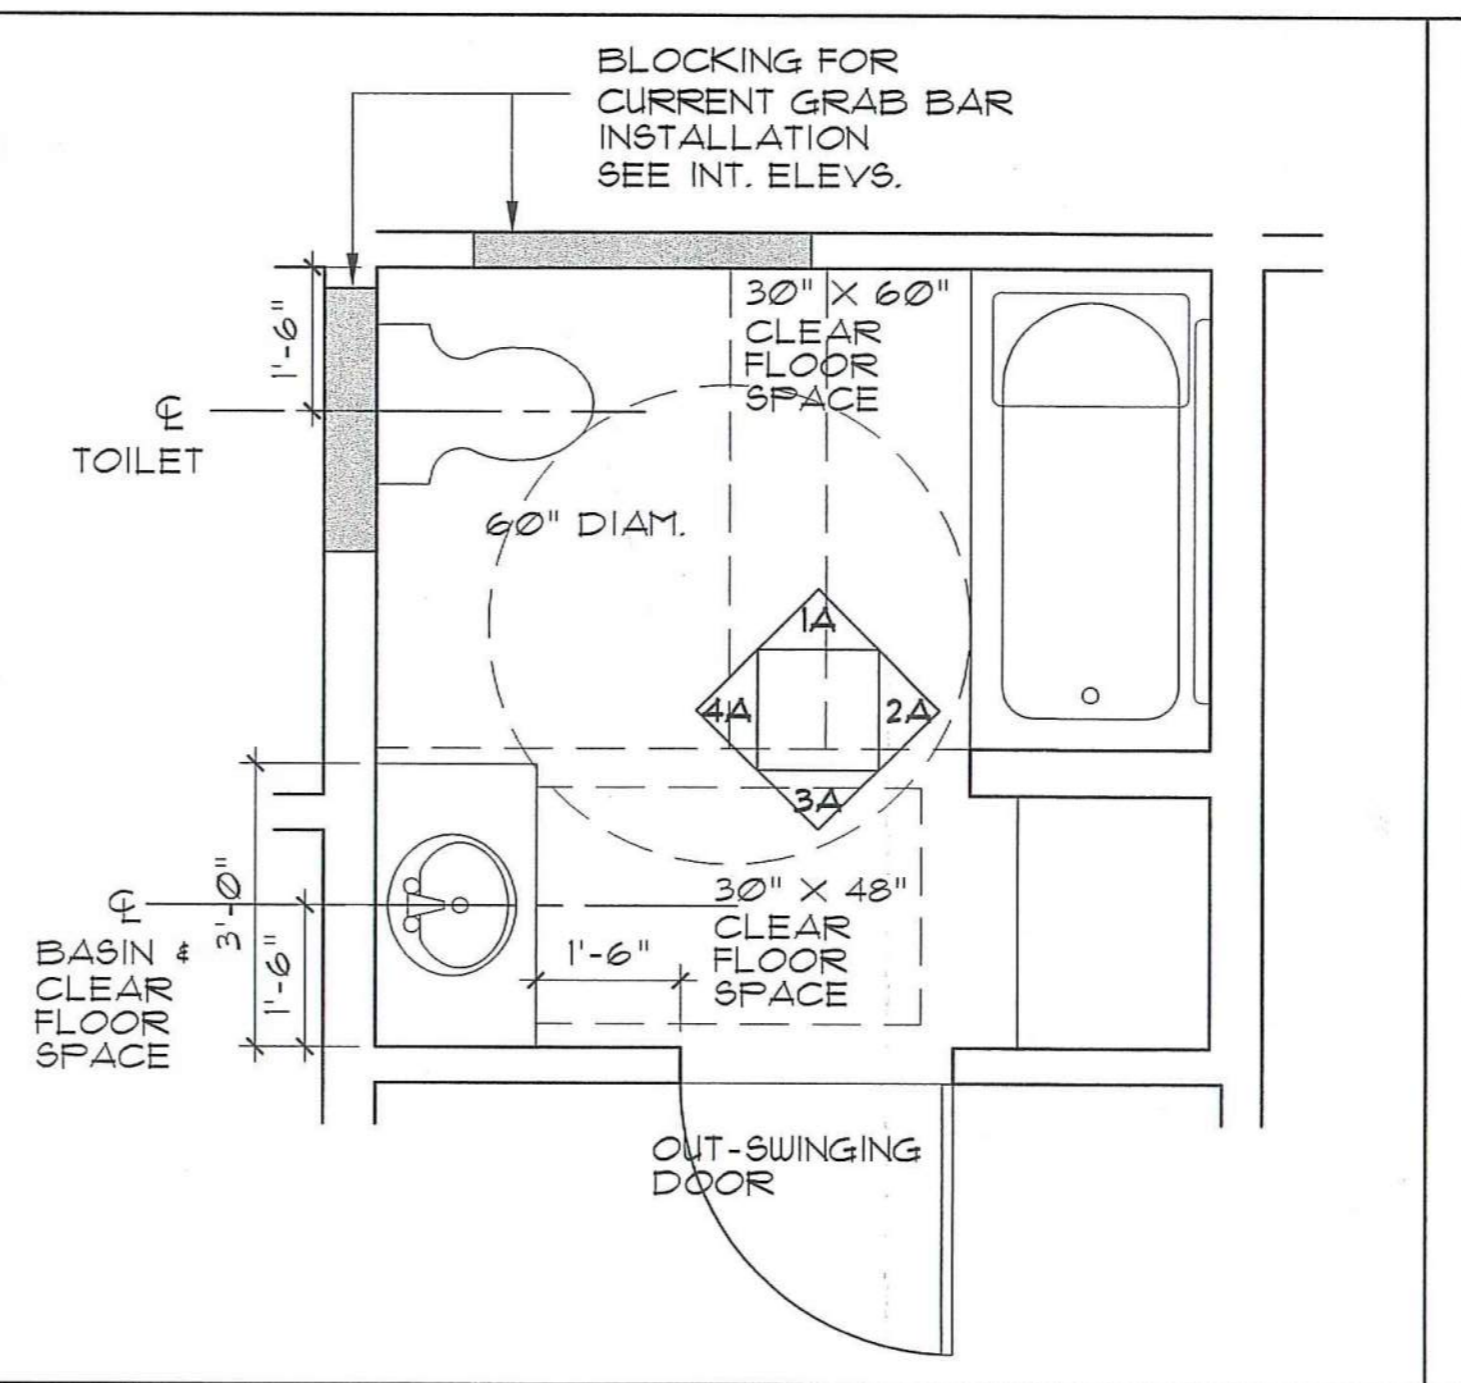 BLOCKING FOR
CURRENT GRAB BAR
INSTALLATION
SEE INT. ELEVS.
1'-6"
℄
TOILET
30" X 60"
CLEAR
FLOOR
SPACE
60" DIAM.
1A
4A
2A
3A
3'-0"
1'-6"
℄
BASIN &
CLEAR
FLOOR
SPACE
1'-6"
30" X 48"
CLEAR
FLOOR
SPACE
OUT-SWINGING
DOOR